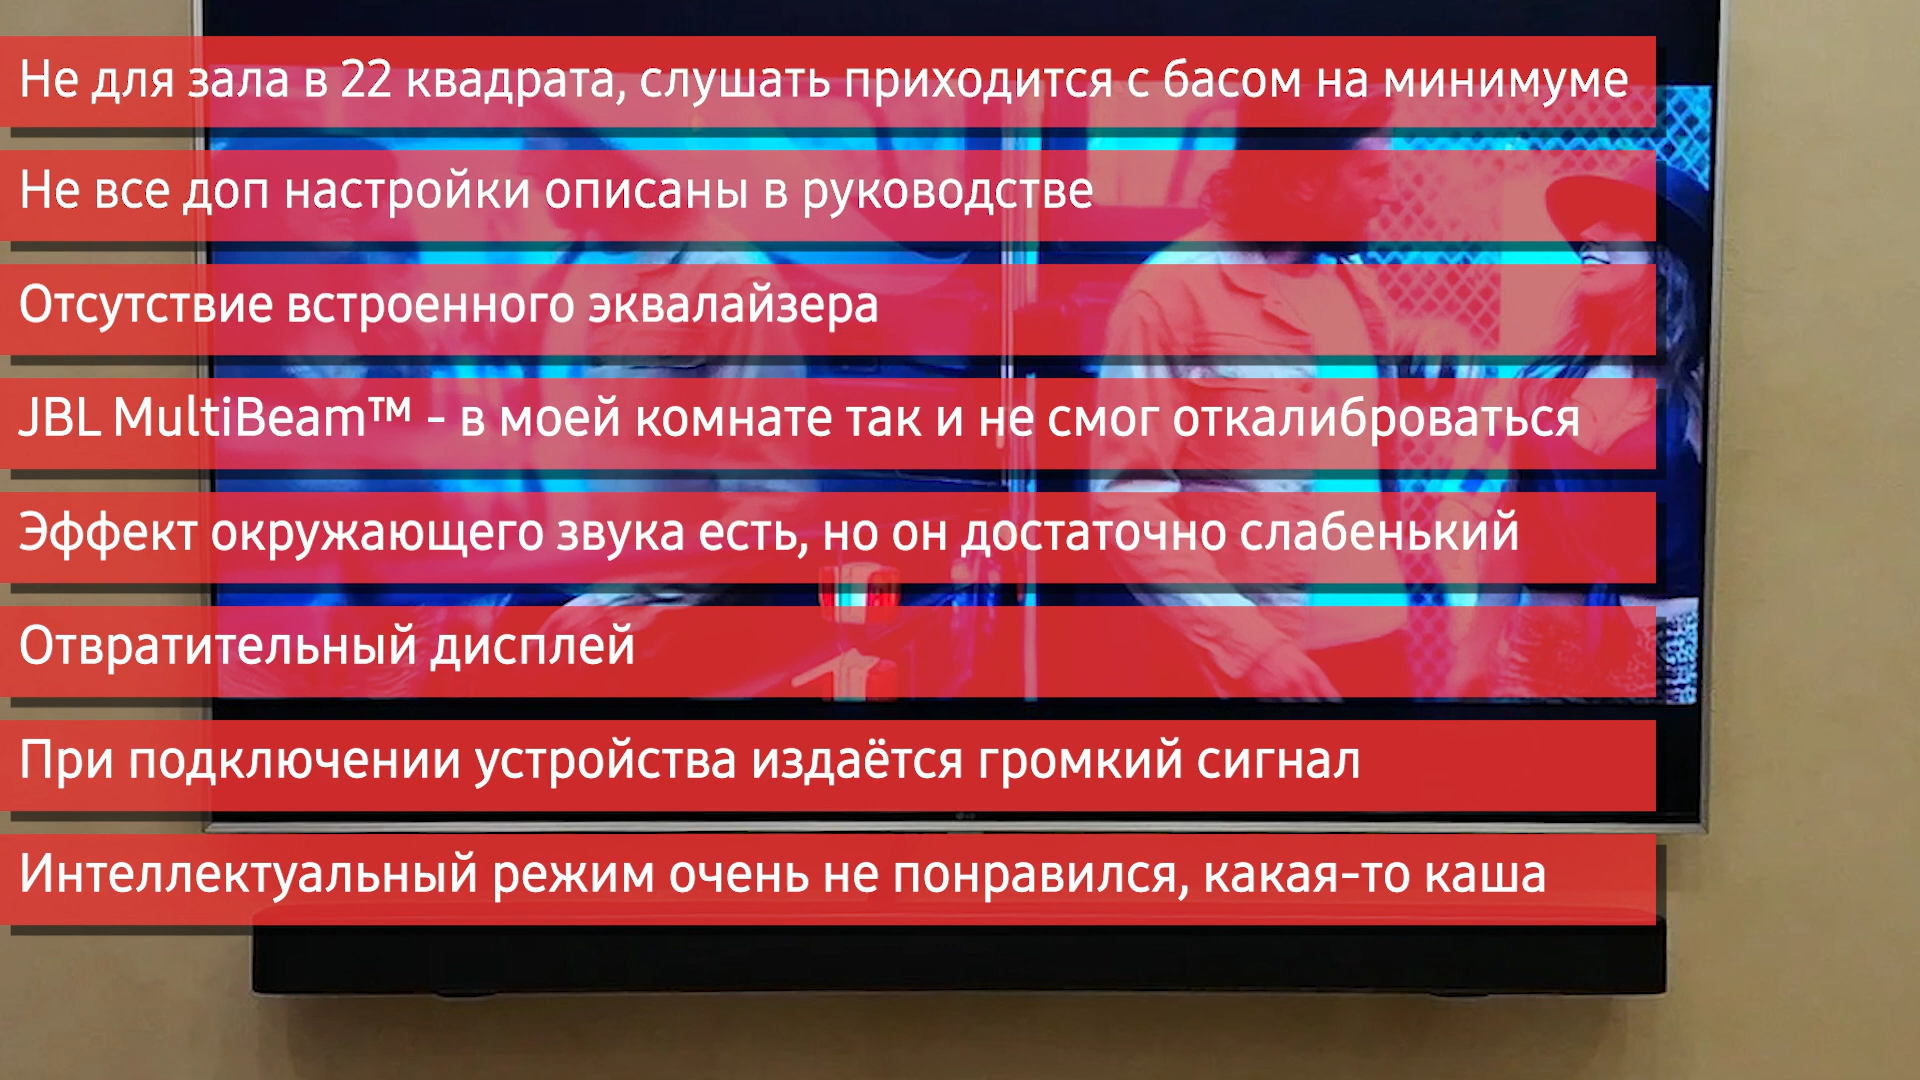 Не для зала в 22 квадрата, слушать приходится с басом на минимуме
Не все доп настройки описаны в руководстве
Отсутствие встроенного эквалайзера
JBL MultiBeam™ - в моей комнате так и не смог откалиброваться
Эффект окружающего звука есть, но он достаточно слабенький
Отвратительный дисплей
При подключении устройства издаётся громкий сигнал
Интеллектуальный режим очень не понравился, какая-то каша